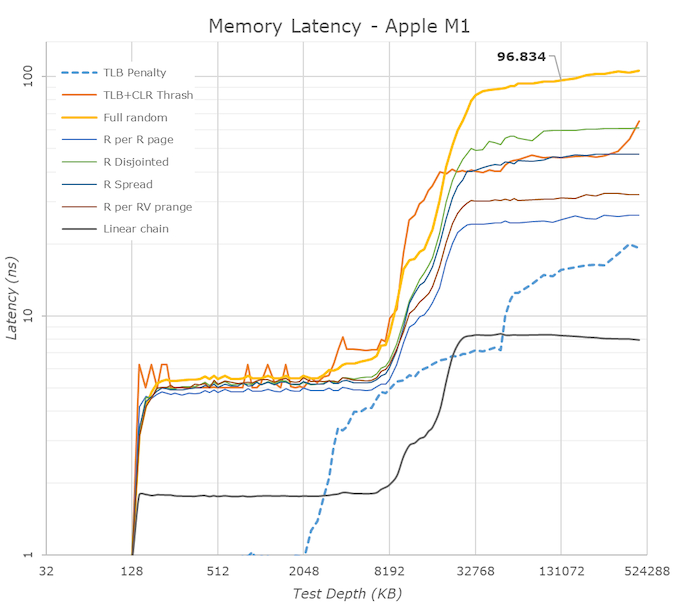 Memory Latency - Apple M1
96.834
TLB Penalty
TLB+CLR Thrash
Full random
R per R page
R Disjointed
R Spread
R per RV prange
Linear chain
Latency (ns)
100
10
1
32 128 512 2048 8192 32768 131072 524288
Test Depth (KB)